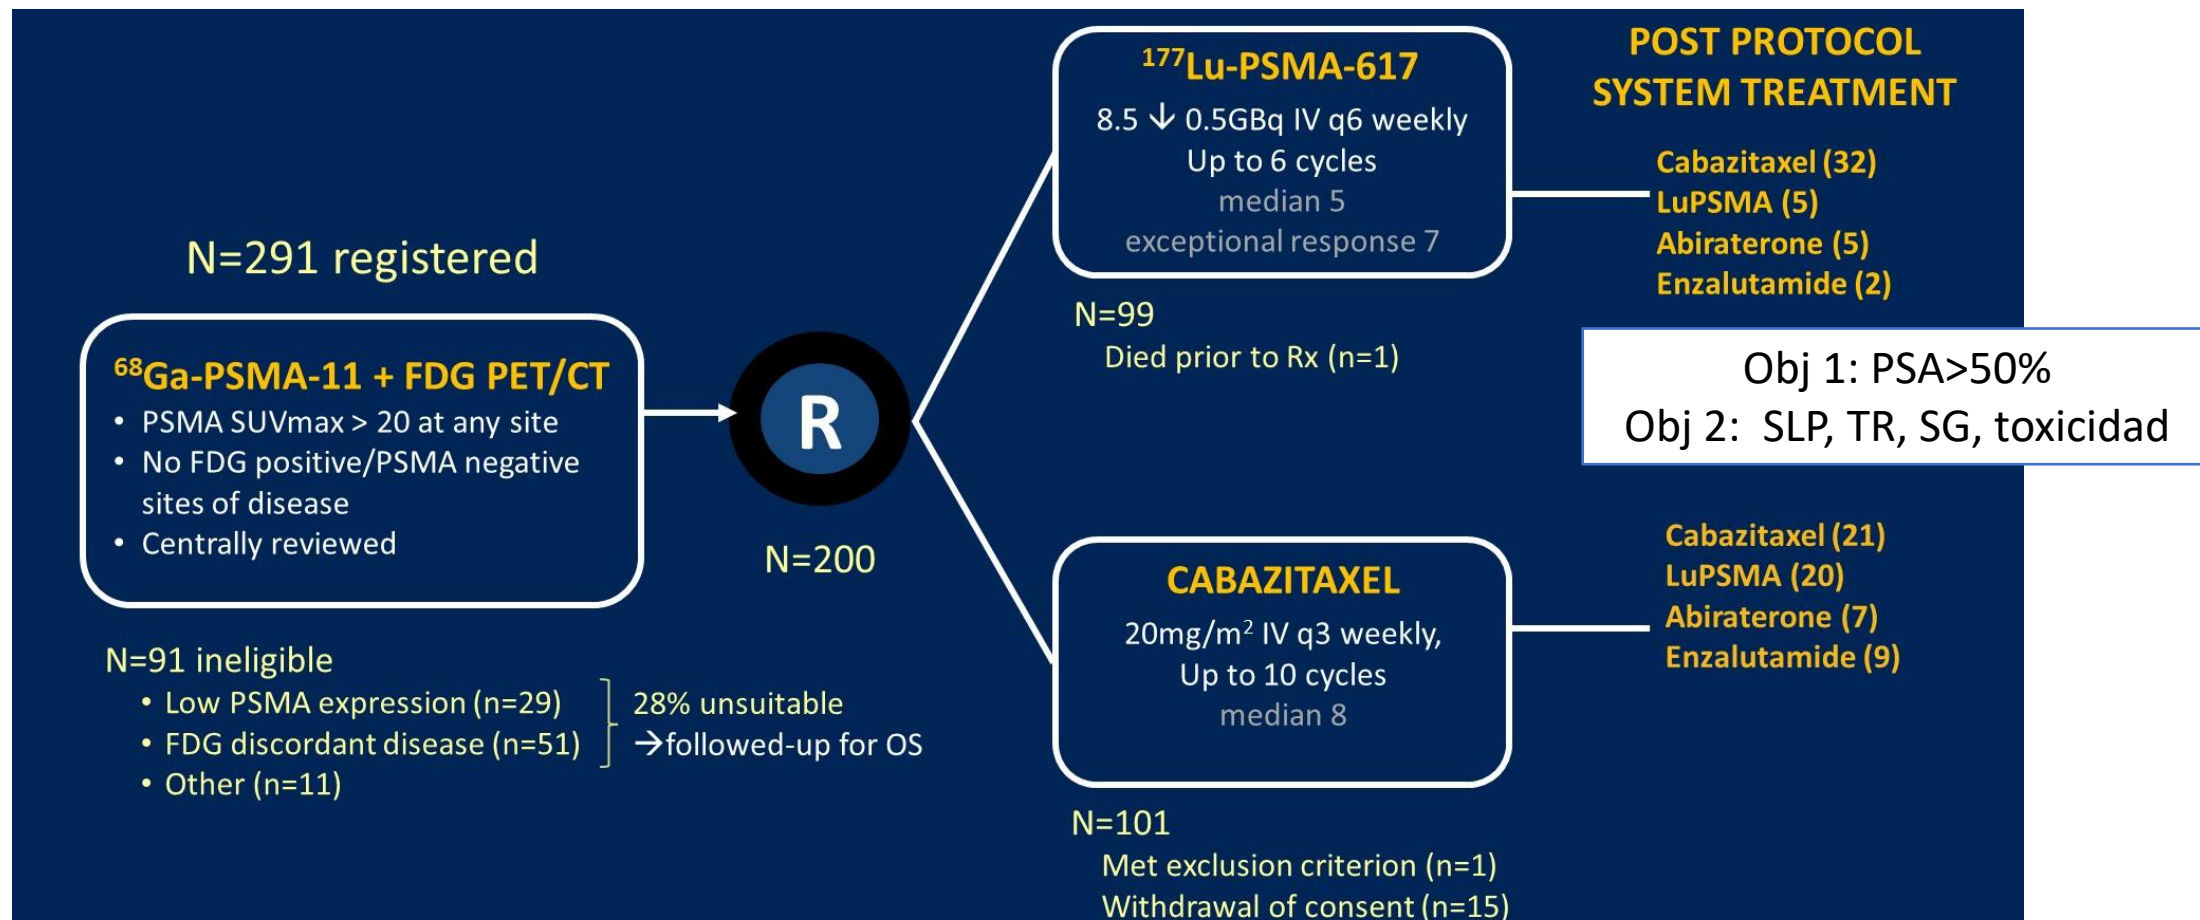 N=291 registered
⁶⁸Ga-PSMA-11 + FDG PET/CT
• PSMA SUVmax > 20 at any site
• No FDG positive/PSMA negative
sites of disease
• Centrally reviewed
N=91 ineligible
• Low PSMA expression (n=29)
• FDG discordant disease (n=51)
• Other (n=11)
28% unsuitable
→followed-up for OS
R
N=200
¹⁷⁷Lu-PSMA-617
8.5 ↓ 0.5GBq IV q6 weekly
Up to 6 cycles
median 5
exceptional response 7
N=99
Died prior to Rx (n=1)
CABAZITAXEL
20mg/m² IV q3 weekly,
Up to 10 cycles
median 8
N=101
Met exclusion criterion (n=1)
Withdrawal of consent (n=15)
POST PROTOCOL
SYSTEM TREATMENT
Cabazitaxel (32)
LuPSMA (5)
Abiraterone (5)
Enzalutamide (2)
Obj 1: PSA>50%
Obj 2: SLP, TR, SG, toxicidad
Cabazitaxel (21)
LuPSMA (20)
Abiraterone (7)
Enzalutamide (9)